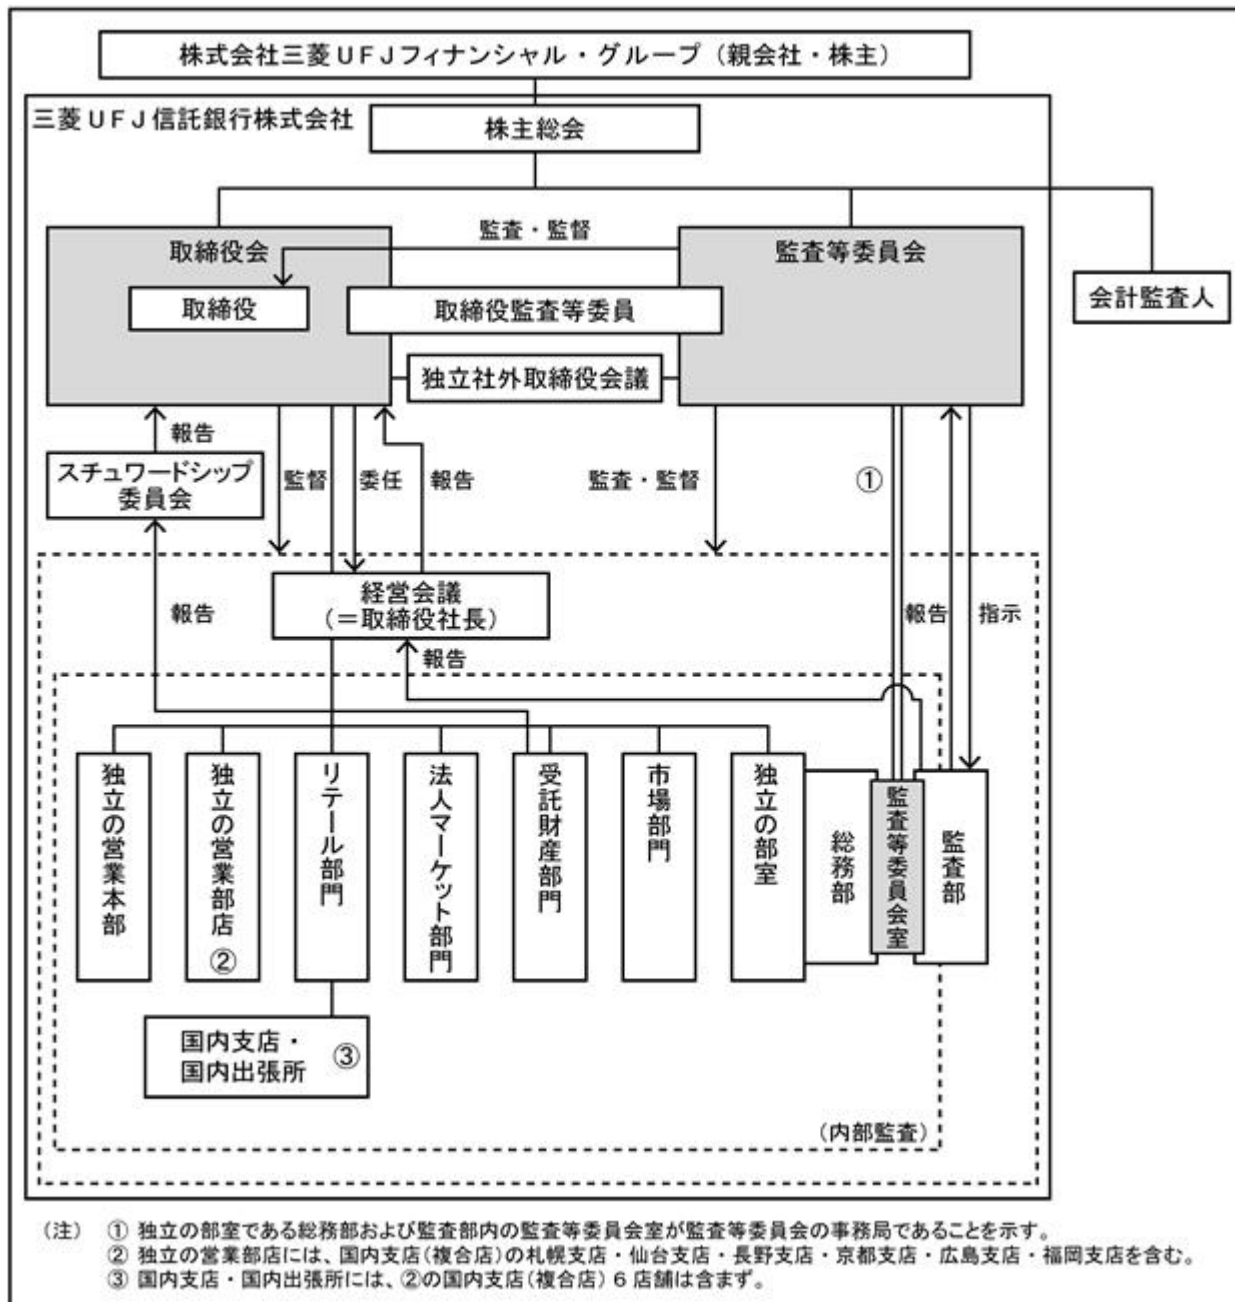 株式会社三菱ＵＦＪフィナンシャル・グループ（親会社・株主）
三菱ＵＦＪ信託銀行株式会社
株主総会
監査・監督
取締役会
監査等委員会
取締役
取締役監査等委員
会計監査人
独立社外取締役会議
報告
スチュワードシップ
委員会
監督
委任
報告
監査・監督
①
経営会議
（＝取締役社長）
報告
報告
指示
報告
独立の営業本部
独立の営業部店②
リテール部門
法人マーケット部門
受託財産部門
市場部門
独立の部室
総務部
監査等委員会室
監査部
国内支店・
国内出張所
③
（内部監査）
（注） ① 独立の部室である総務部および監査部内の監査等委員会室が監査等委員会の事務局であることを示す。
② 独立の営業部店には、国内支店（複合店）の札幌支店・仙台支店・長野支店・京都支店・広島支店・福岡支店を含む。
③ 国内支店・国内出張所には、②の国内支店（複合店）６店舗は含まず。